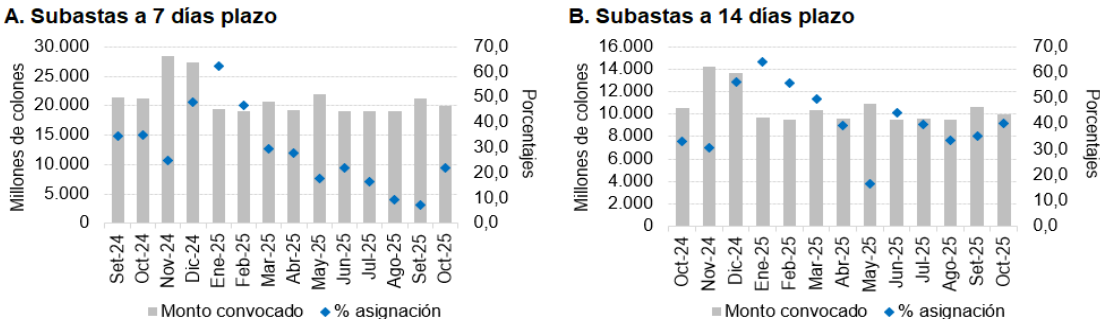 A. Subastas a 7 días plazo
Millones de colones
30.000
25.000
20.000
15.000
10.000
5.000
0
70,0
60,0
50,0
40,0
30,0
20,0
10,0
0,0
Porcentajes
Set-24
Oct-24
Nov-24
Dic-24
Ene-25
Feb-25
Mar-25
Abr-25
May-25
Jun-25
Jul-25
Ago-25
Set-25
Oct-25
Monto convocado
% asignación
B. Subastas a 14 días plazo
Millones de colones
16.000
14.000
12.000
10.000
8.000
6.000
4.000
2.000
0
70,0
60,0
50,0
40,0
30,0
20,0
10,0
0,0
Porcentajes
Oct-24
Nov-24
Dic-24
Ene-25
Feb-25
Mar-25
Abr-25
May-25
Jun-25
Jul-25
Ago-25
Set-25
Oct-25
Monto convocado
% asignación